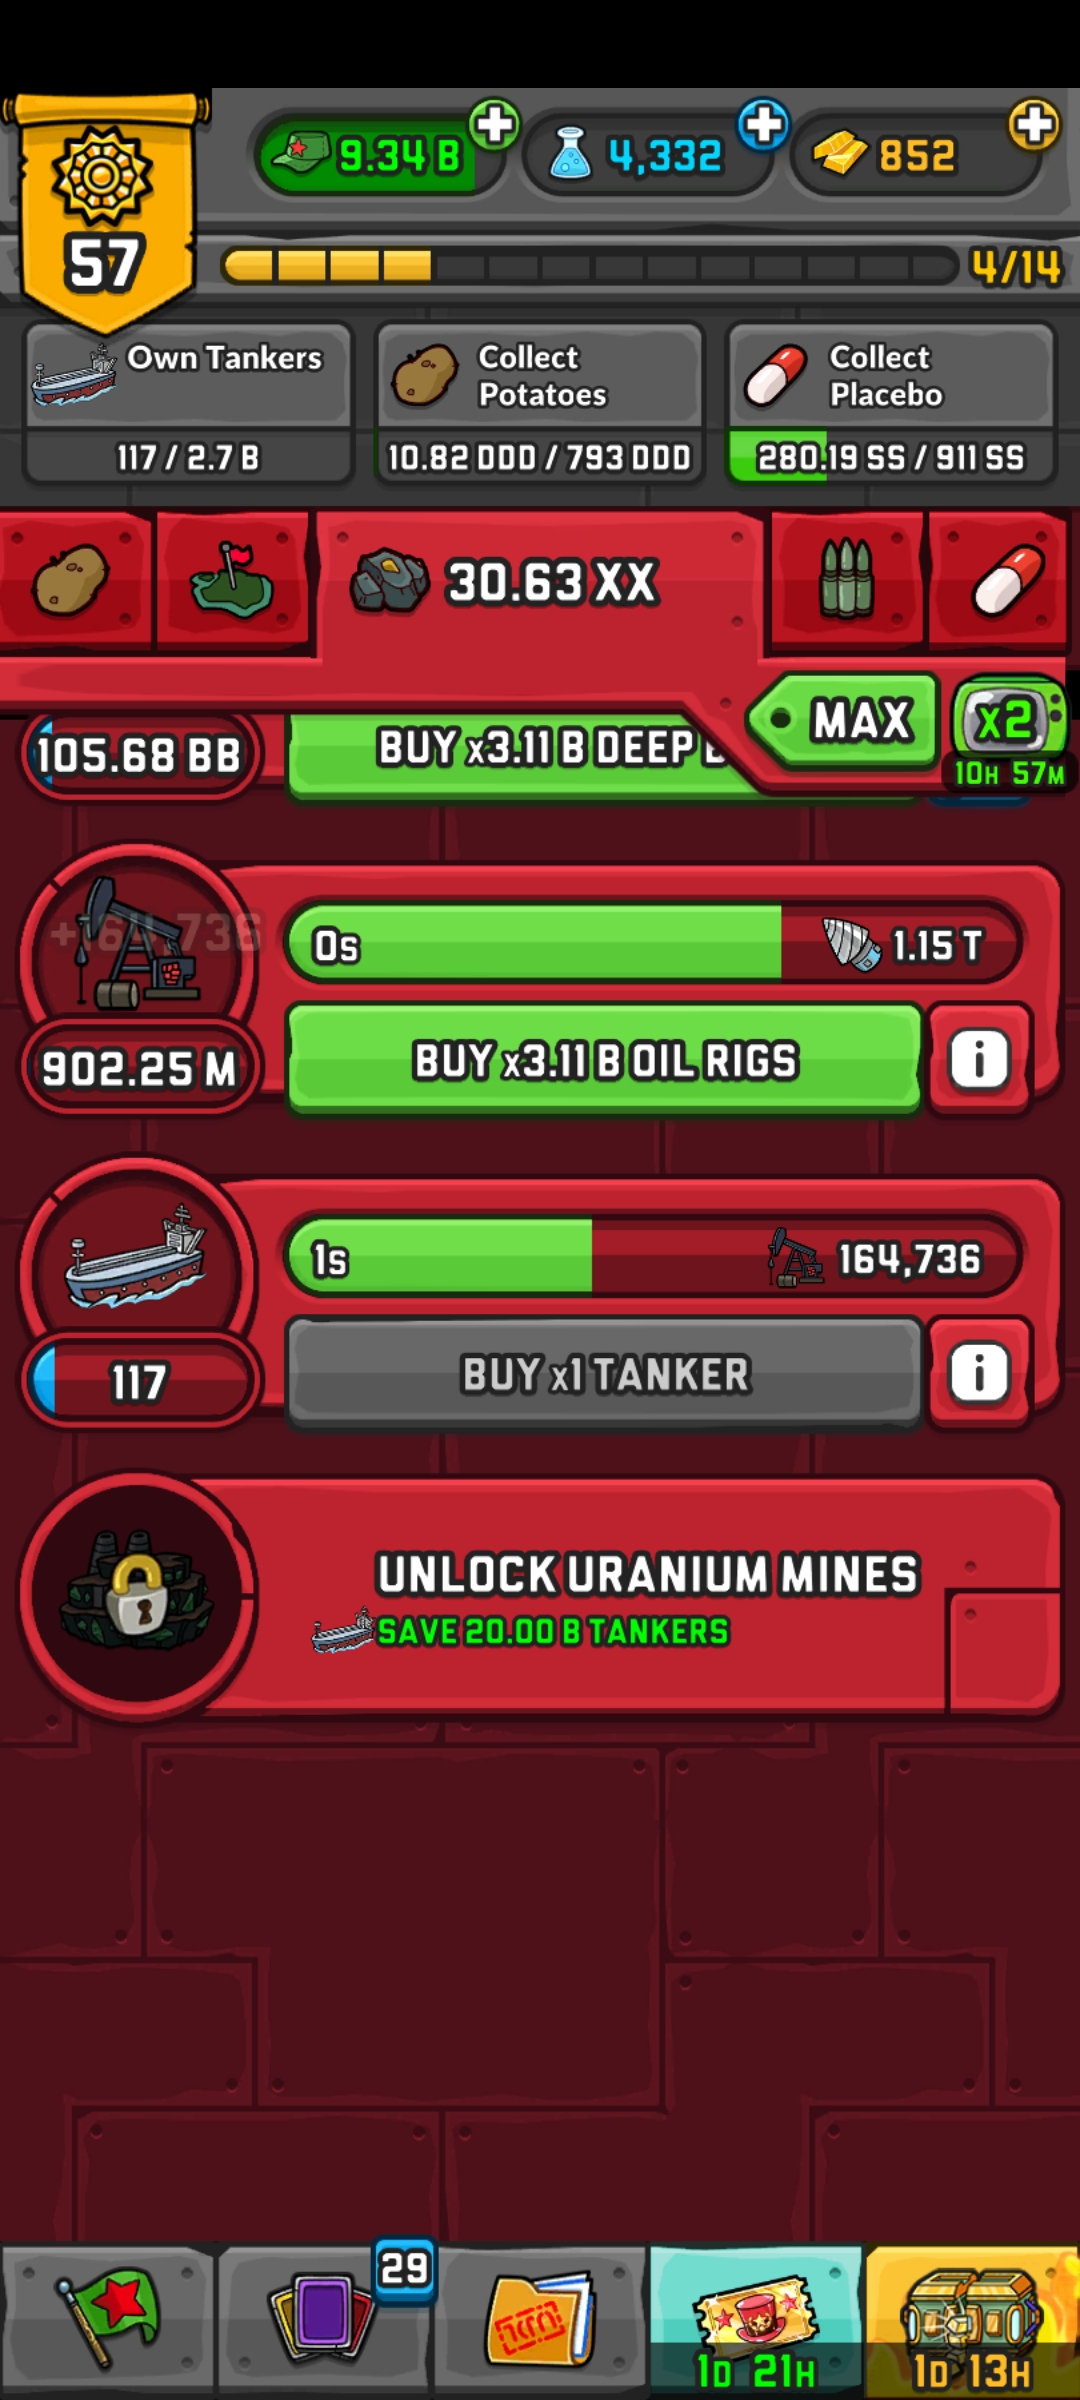 9.34 B
4,332
852
57
4/14
Own Tankers
117 / 2.7 B
Collect
Potatoes
10.82 DDD / 793 DDD
Collect
Placebo
280.19 SS / 911 SS
30.63 XX
MAX
x2
10H 57M
105.68 BB
BUY x3.11 B DEEP
+164,736
0s
1.15 T
902.25 M
BUY x3.11 B OIL RIGS
i
1s
164,736
117
BUY x1 TANKER
i
UNLOCK URANIUM MINES
SAVE 20.00 B TANKERS
29
1D 21H
1D 13H